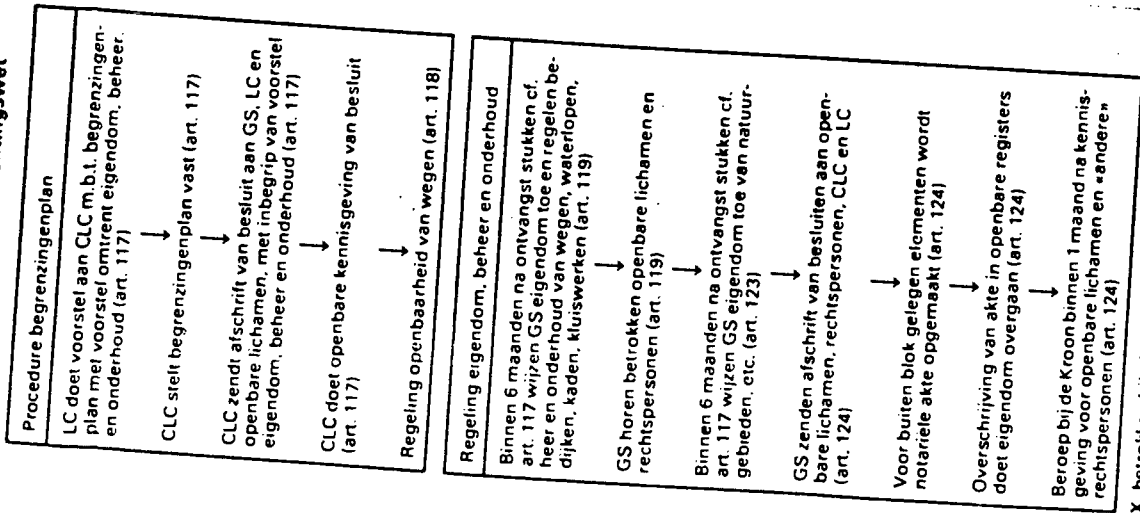 Procedure begrenzingenplan
LC doet voorstel aan CLC m.b.t. begrenzingen-
plan met voorstel omtrent eigendom, beheer.
en onderhoud (art. 117)
CLC stelt begrenzingenplan vast (art. 117)
CLC zendt afschrift van besluit aan GS, LC en
openbare lichamen, met inbegrip van voorstel
eigendom, beheer en onderhoud (art. 117)
CLC doet openbare kennisgeving van besluit
(art. 117)
Regeling openbaarheid van wegen (art. 118)
Regeling eigendom, beheer en onderhoud
Binnen 6 maanden na ontvangst stukken cf.
art. 117 wijzen GS eigendom toe en regelen be-
heer en onderhoud van wegen, waterlopen,
dijken, kaden, kluiswerken (art. 119)
GS horen betrokken openbare lichamen en
rechtspersonen (art. 119)
Binnen 6 maanden na ontvangst stukken cf.
art. 117 wijzen GS eigendom toe van natuur-
gebieden, etc. (art. 123)
GS zenden afschrift van besluiten aan open-
bare lichamen, rechtspersonen, CLC en LC
(art. 124)
Voor buiten blok gelegen elementen wordt
notariële akte opgemaakt (art. 124)
Overschrijving van akte in openbare registers
doet eigendom overgaan (art. 124)
Beroep bij de Kroon binnen 1 maand na kennis-
geving voor openbare lichamen en «andere»
rechtspersonen (art. 124)